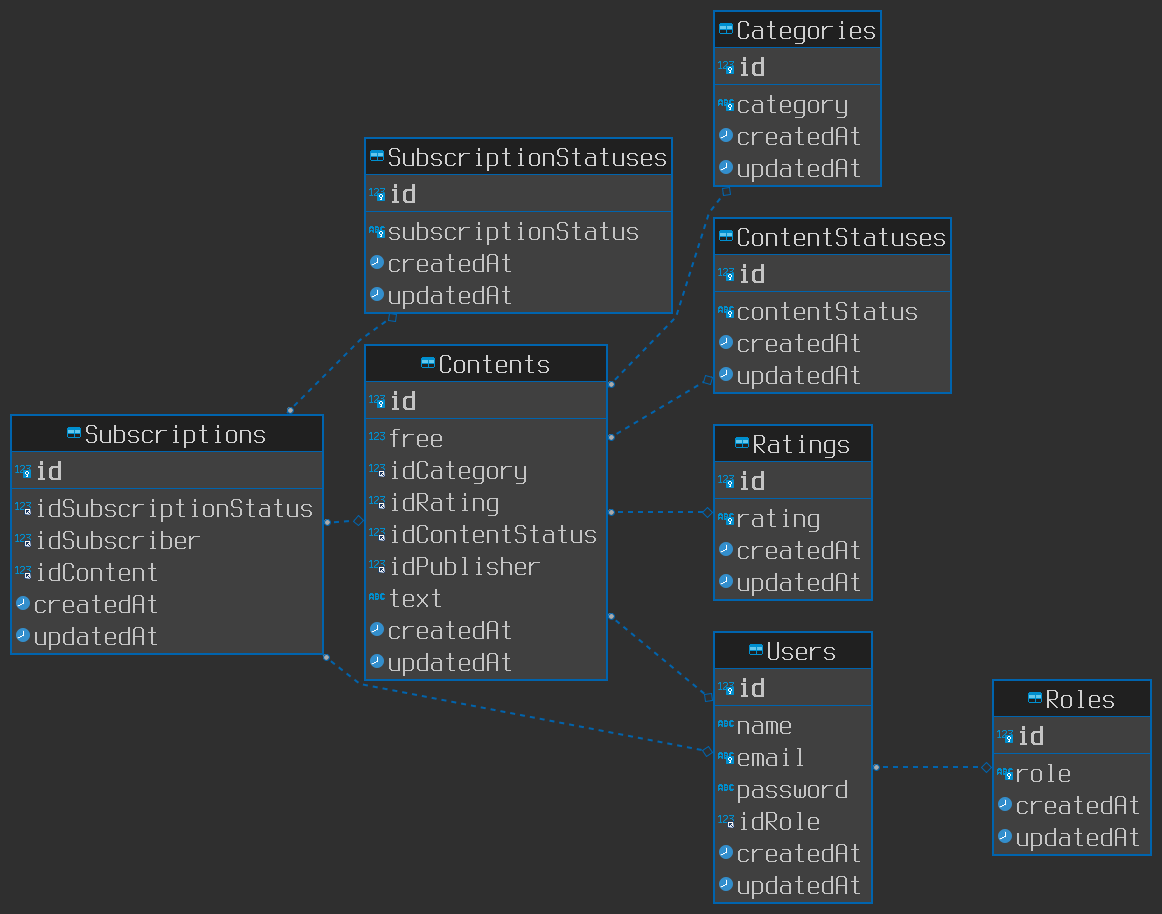 Categories
id
category
createdAt
updatedAt
SubscriptionStatuses
id
subscriptionStatus
createdAt
updatedAt
ContentStatuses
id
contentStatus
createdAt
updatedAt
Contents
id
free
idCategory
idRating
idContentStatus
idPublisher
text
createdAt
updatedAt
Subscriptions
id
idSubscriptionStatus
idSubscriber
idContent
createdAt
updatedAt
Ratings
id
rating
createdAt
updatedAt
Users
id
name
email
password
idRole
createdAt
updatedAt
Roles
id
role
createdAt
updatedAt